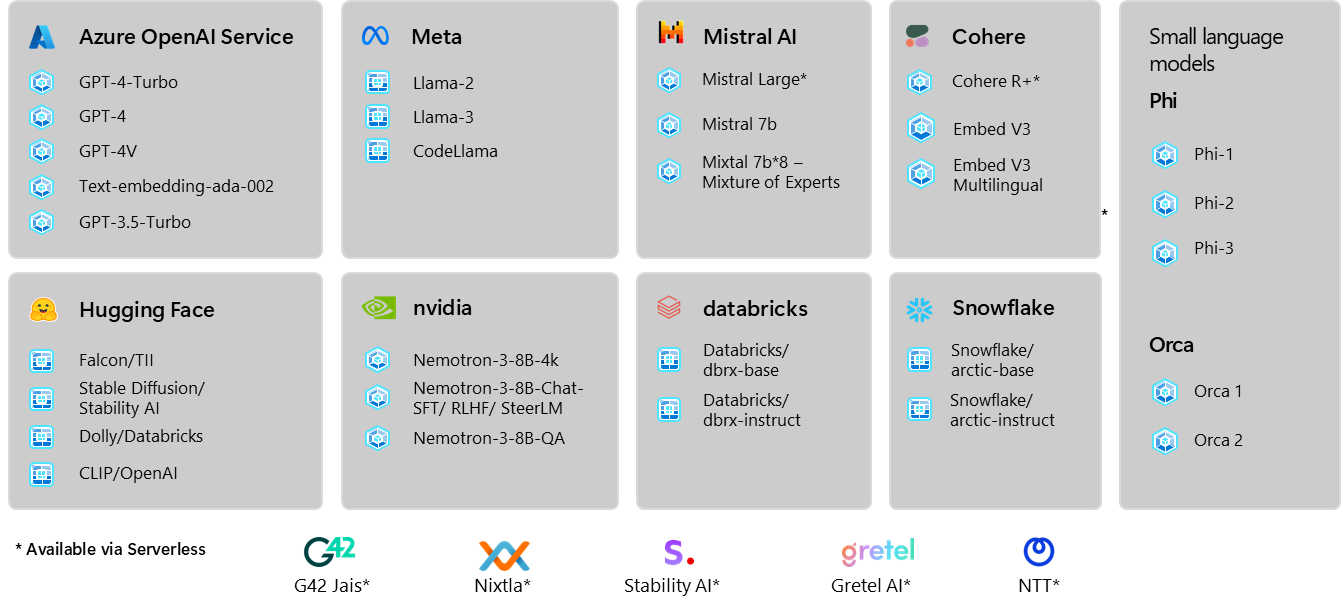 Azure OpenAI Service
GPT-4-Turbo
GPT-4
GPT-4V
Text-embedding-ada-002
GPT-3.5-Turbo
Meta
Llama-2
Llama-3
CodeLlama
Mistral AI
Mistral Large*
Mistral 7b
Mixtal 7b*8 –
Mixture of Experts
Cohere
Cohere R+*
Embed V3
Embed V3
Multilingual
*
Small language
models
Phi
Phi-1
Phi-2
Phi-3
Orca
Orca 1
Orca 2
Hugging Face
Falcon/TII
Stable Diffusion/
Stability AI
Dolly/Databricks
CLIP/OpenAI
nvidia
Nemotron-3-8B-4k
Nemotron-3-8B-Chat-
SFT/ RLHF/ SteerLM
Nemotron-3-8B-QA
databricks
Databricks/
dbrx-base
Databricks/
dbrx-instruct
Snowflake
Snowflake/
arctic-base
Snowflake/
arctic-instruct
* Available via Serverless
G42
G42 Jais*
Nixtla*
S.
Stability AI*
gretel
Gretel AI*
NTT*